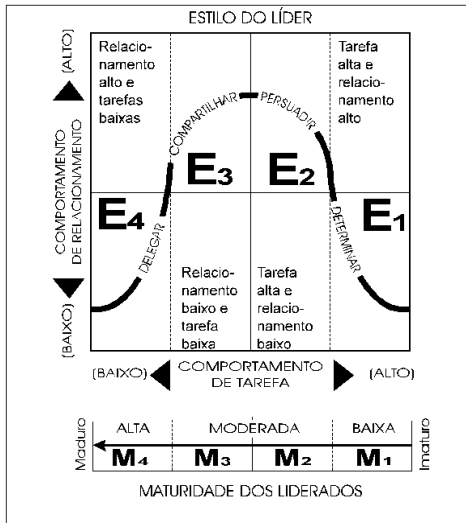 ESTILO DO LÍDER
(ALTO)
COMPORTAMENTO
DE RELACIONAMENTO
(BAIXO)
Relacio-
namento
alto e
tarefas
baixas
Tarefa
alta e
relacio-
namento
alto
COMPARTILHAR
PERSUADIR
E3
E2
E4
E1
DELEGAR
DETERMINAR
Relacio-
namento
baixo e
tarefa
baixa
Tarefa
alta e
relacio-
namento
baixo
(BAIXO)
COMPORTAMENTO
DE TAREFA
(ALTO)
Maduro
ALTA
MODERADA
BAIXA
Imaturo
M4
M3
M2
M1
MATURIDADE DOS LIDERADOS